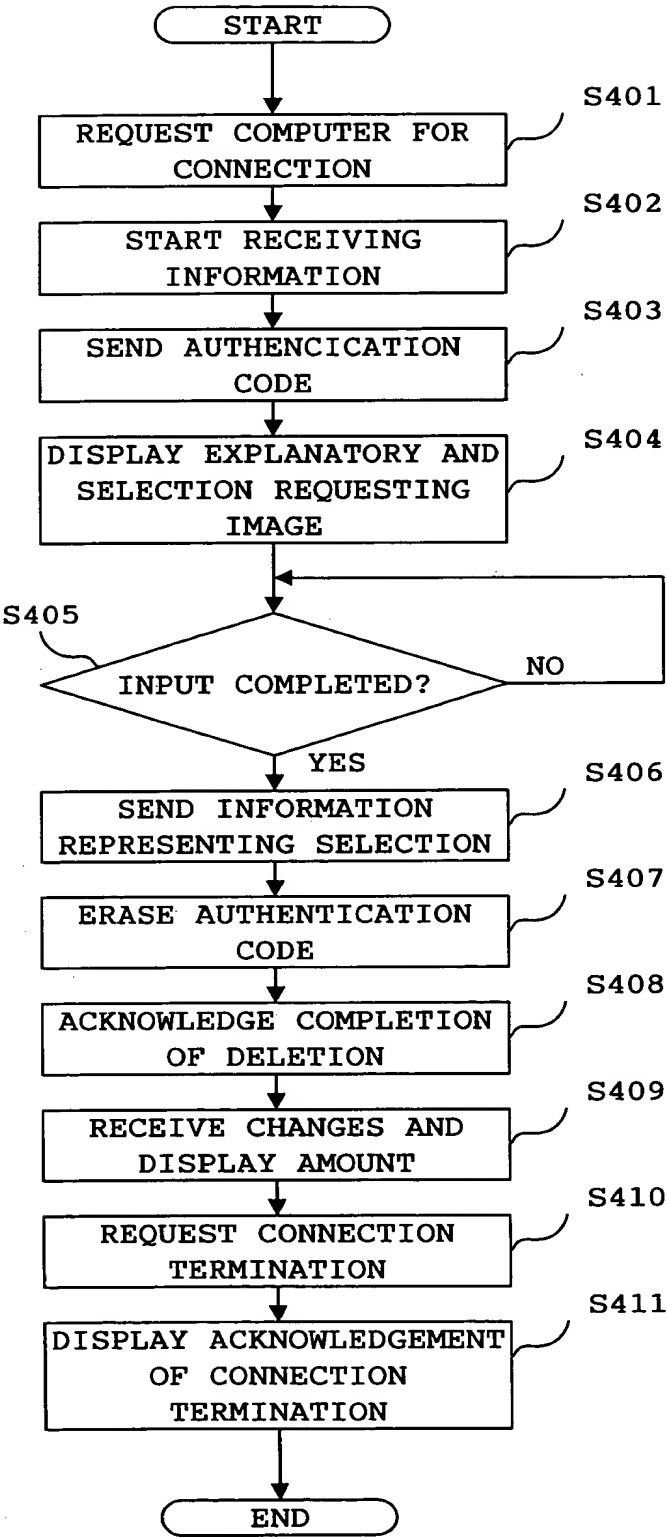 START
S401
REQUEST COMPUTER FOR
CONNECTION
S402
START RECEIVING
INFORMATION
S403
SEND AUTHENCICATION
CODE
S404
DISPLAY EXPLANATORY AND
SELECTION REQUESTING
IMAGE
S405
INPUT COMPLETED?
NO
YES
S406
SEND INFORMATION
REPRESENTING SELECTION
S407
ERASE AUTHENTICATION
CODE
S408
ACKNOWLEDGE COMPLETION
OF DELETION
S409
RECEIVE CHANGES AND
DISPLAY AMOUNT
S410
REQUEST CONNECTION
TERMINATION
S411
DISPLAY ACKNOWLEDGEMENT
OF CONNECTION
TERMINATION
END